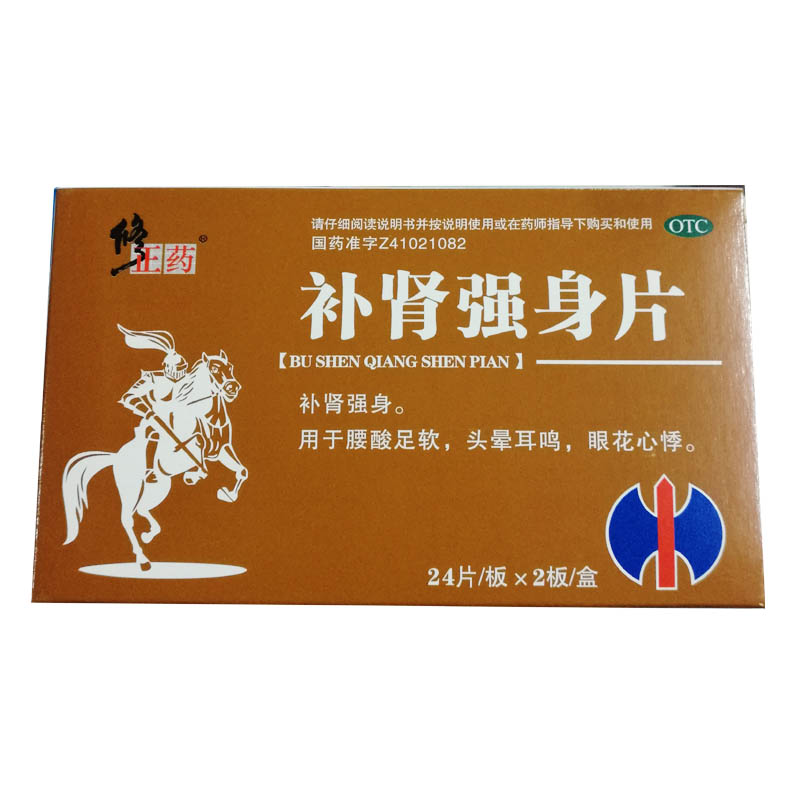 修正药®
请仔细阅读说明书并按说明使用或在药师指导下购买和使用
OTC
国药准字Z41021082
补肾强身片
【BU SHEN QIANG SHEN PIAN】
补肾强身。
用于腰酸足软，头晕耳鸣，眼花心悸。
24片/板×2板/盒